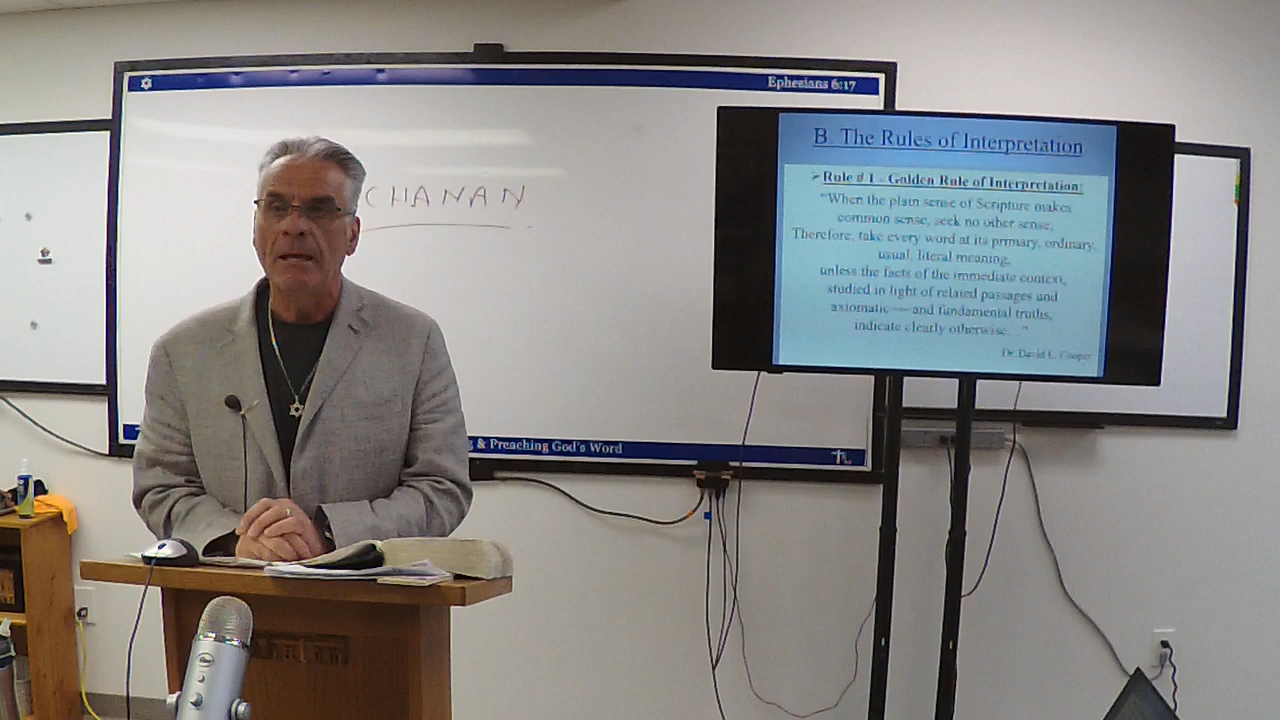 Ephesians 6:17
CHANAN
B. The Rules of Interpretation
➢ Rule # 1 - Golden Rule of Interpretation:
"When the plain sense of Scripture makes
common sense, seek no other sense;
Therefore, take every word at its primary, ordinary,
usual, literal meaning,
unless the facts of the immediate context,
studied in light of related passages and
axiomatic and fundamental truths,
indicate clearly otherwise..."
Dr. David L. Cooper
& Preaching God's Word